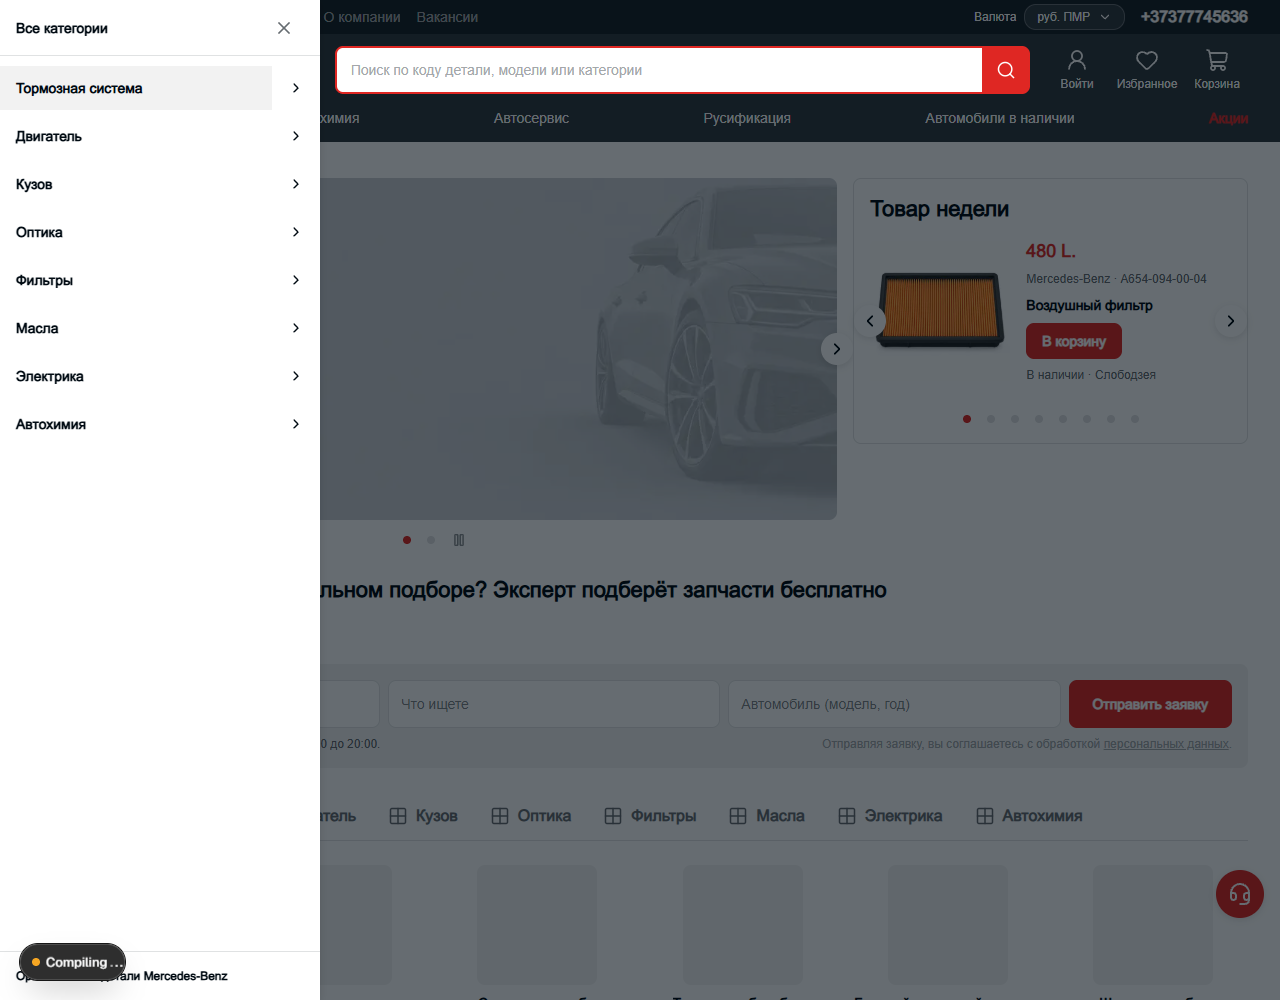 Все категории
О компании Вакансии
Валюта руб. ПМР +37377745636
Поиск по коду детали, модели или категории
Войти Избранное Корзина
химия Автосервис Русификация Автомобили в наличии Акции
Тормозная система
Двигатель
Кузов
Оптика
Фильтры
Масла
Электрика
Автохимия
Товар недели
480 L.
Mercedes-Benz · A654-094-00-04
Воздушный фильтр
В корзину
В наличии · Слободзея
льном подборе? Эксперт подберёт запчасти бесплатно
Что ищете
Автомобиль (модель, год)
Отправить заявку
0 до 20:00.
Отправляя заявку, вы соглашаетесь с обработкой персональных данных.
атель Кузов Оптика Фильтры Масла Электрика Автохимия
Compiling ...
Mercedes-Benz